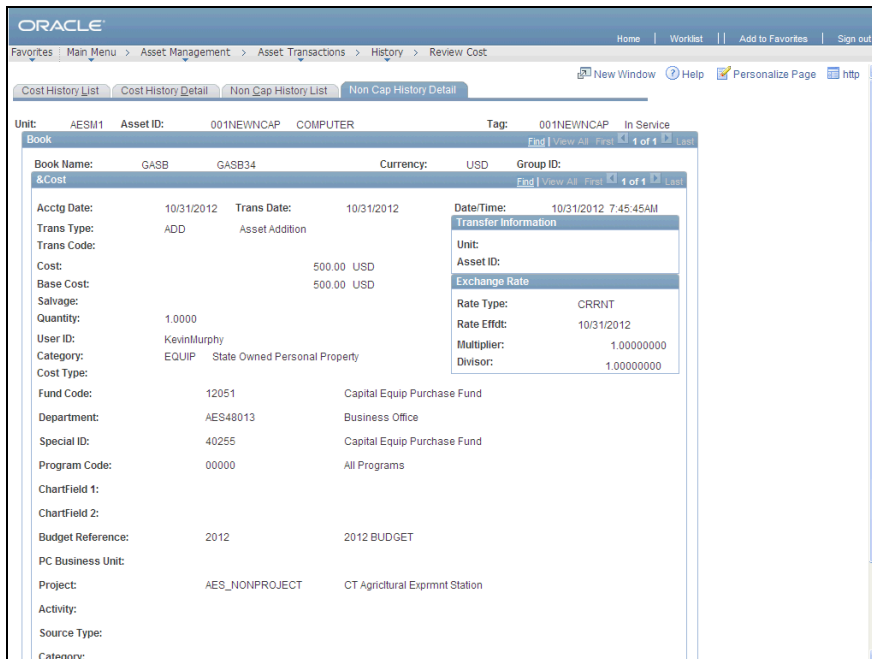 ORACLE
Home | Worklist || Add to Favorites | Sign out
Favorites Main Menu > Asset Management > Asset Transactions > History > Review Cost
New Window Help Personalize Page http
Cost History List Cost History Detail Non Cap History List Non Cap History Detail
Unit: AESM1 Asset ID: 001NEWNCAP COMPUTER Tag: 001NEWNCAP In Service
Book Find | View All First 1 of 1 Last
Book Name: GASB GASB34 Currency: USD Group ID:
&Cost Find | View All First 1 of 1 Last
Acctg Date: 10/31/2012 Trans Date: 10/31/2012 Date/Time: 10/31/2012 7:45:45AM
Trans Type: ADD Asset Addition Transfer Information
Trans Code: Unit:
Cost: 500.00 USD Asset ID:
Base Cost: 500.00 USD Exchange Rate
Salvage: Rate Type: CRRNT
Quantity: 1.0000 Rate Effdt: 10/31/2012
User ID: KevinMurphy Multiplier: 1.00000000
Category: EQUIP State Owned Personal Property Divisor: 1.00000000
Cost Type:
Fund Code: 12051 Capital Equip Purchase Fund
Department: AES48013 Business Office
Special ID: 40255 Capital Equip Purchase Fund
Program Code: 00000 All Programs
ChartField 1:
ChartField 2:
Budget Reference: 2012 2012 BUDGET
PC Business Unit:
Project: AES_NONPROJECT CT Agricltural Exprmnt Station
Activity:
Source Type:
Category: